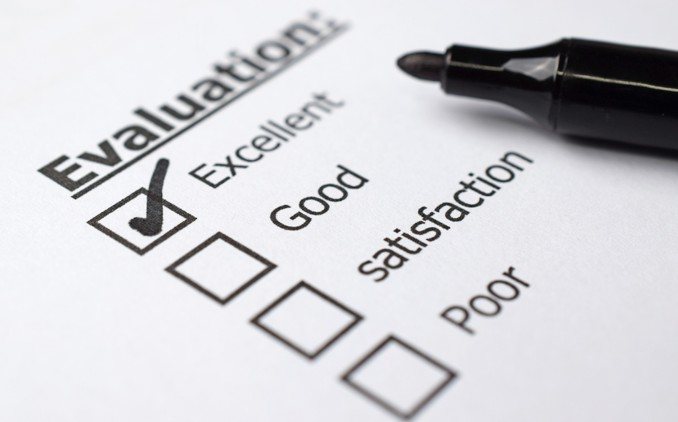 Evaluation:
Excellent
Good
satisfaction
Poor